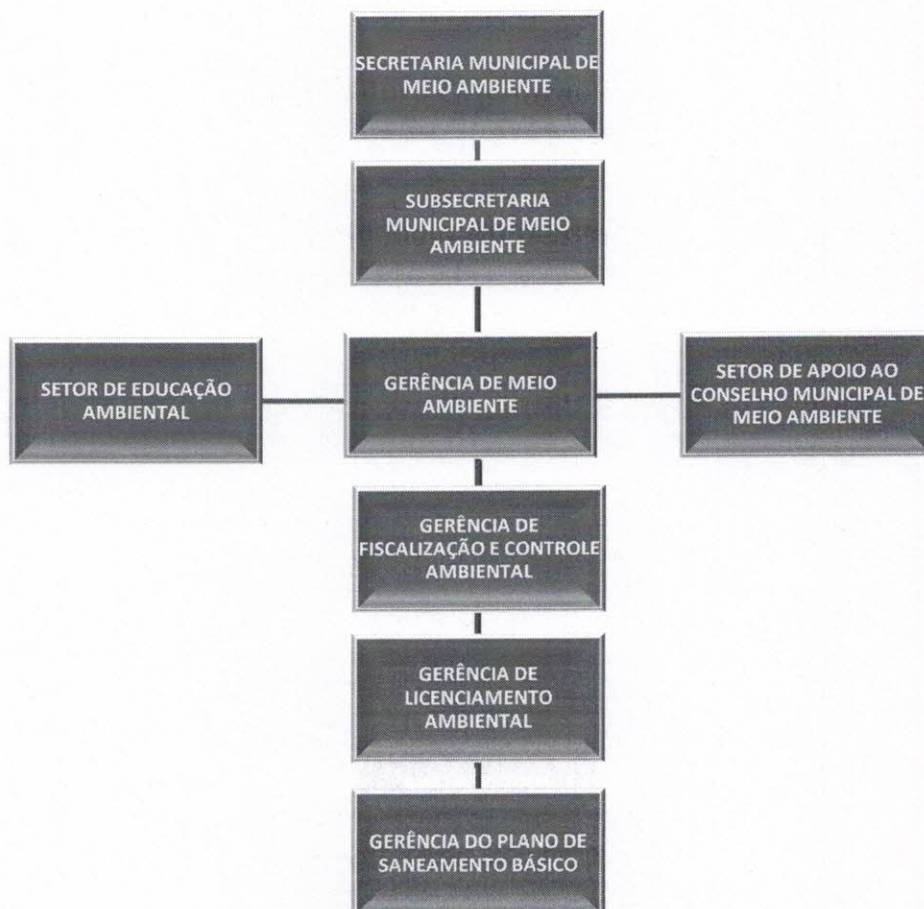 SECRETARIA MUNICIPAL DE
MEIO AMBIENTE
SUBSECRETARIA
MUNICIPAL DE MEIO
AMBIENTE
SETOR DE EDUCAÇÃO
AMBIENTAL
GERÊNCIA DE MEIO
AMBIENTE
SETOR DE APOIO AO
CONSELHO MUNICIPAL DE
MEIO AMBIENTE
GERÊNCIA DE
FISCALIZAÇÃO E CONTROLE
AMBIENTAL
GERÊNCIA DE
LICENCIAMENTO
AMBIENTAL
GERÊNCIA DO PLANO DE
SANEAMENTO BÁSICO